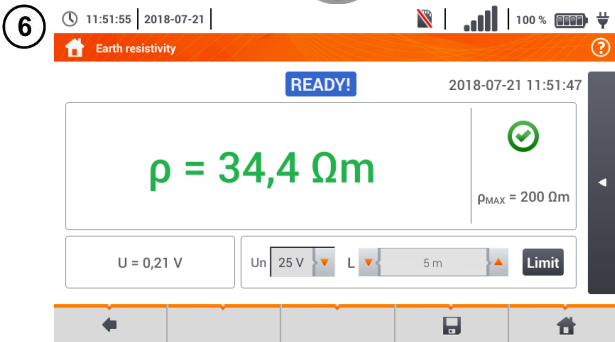 6
11:51:55 2018-07-21 100 %
Earth resistivity ?
READY! 2018-07-21 11:51:47
ρ = 34,4 Ωm
ρMAX = 200 Ωm
U = 0,21 V
Un 25 V L 5 m Limit